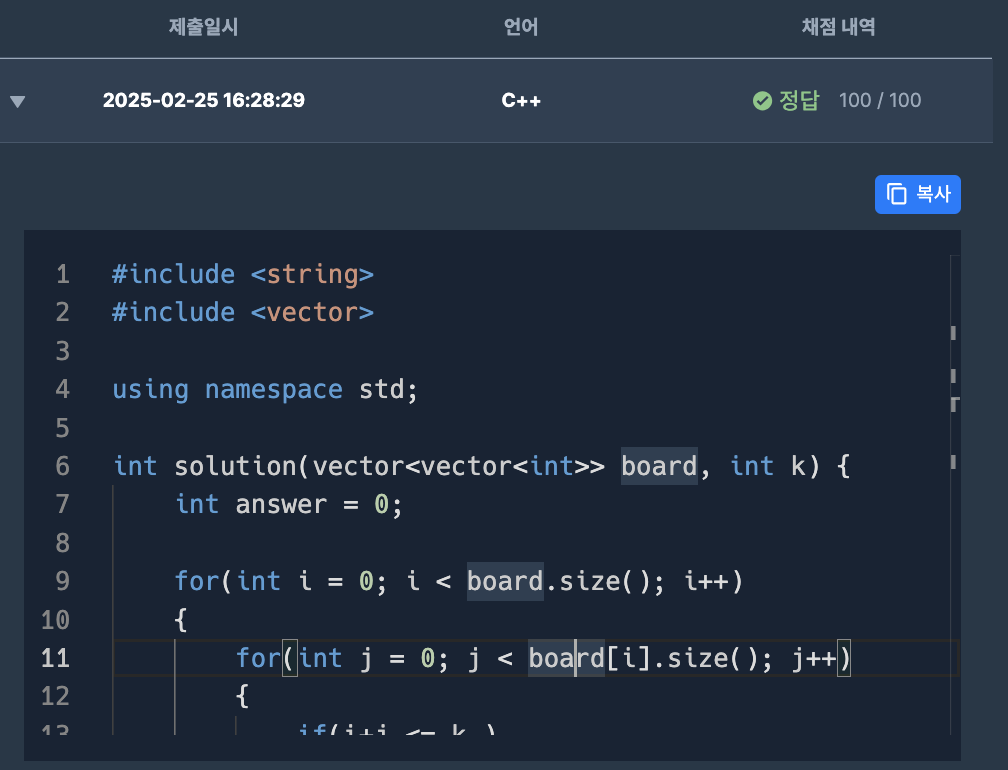 제출일시 언어 채점 내역
2025-02-25 16:28:29 C++ 정답 100 / 100
복사
1 #include <string>
2 #include <vector>
3
4 using namespace std;
5
6 int solution(vector<vector<int>> board, int k) {
7     int answer = 0;
8
9     for(int i = 0; i < board.size(); i++)
10     {
11         for(int j = 0; j < board[i].size(); j++)
12         {
13             if(i+j <= k )